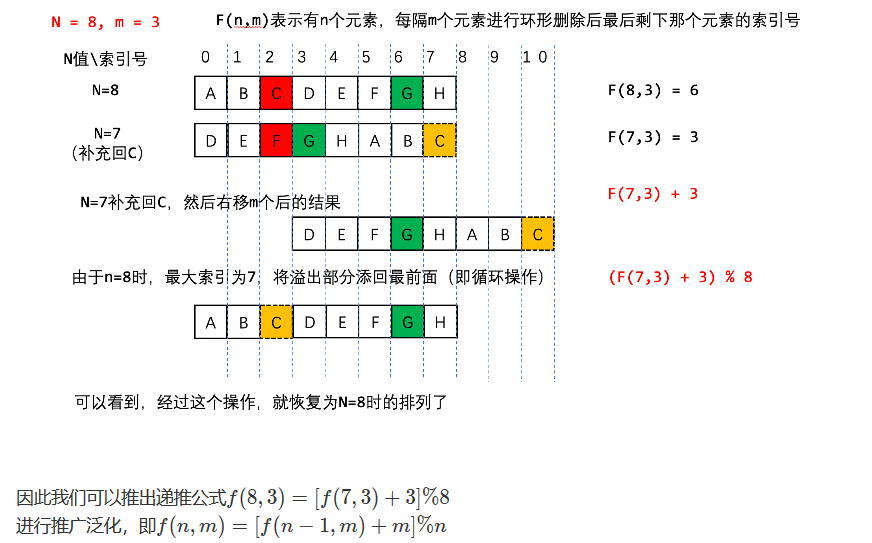 N = 8, m = 3
F(n,m)表示有n个元素，每隔m个元素进行环形删除后最后剩下那个元素的索引号
N值\索引号 0 1 2 3 4 5 6 7 8 9 10
N=8 A B C D E F G H F(8,3) = 6
N=7 D E F G H A B C F(7,3) = 3
（补充回C）
N=7补充回C，然后右移m个后的结果 F(7,3) + 3
D E F G H A B C
由于n=8时，最大索引为7，将溢出部分添回最前面（即循环操作） (F(7,3) + 3) % 8
A B C D E F G H
可以看到，经过这个操作，就恢复为N=8时的排列了
因此我们可以推出递推公式f(8,3) = [f(7,3) + 3]%8
进行推广泛化，即f(n,m) = [f(n − 1,m) + m]%n